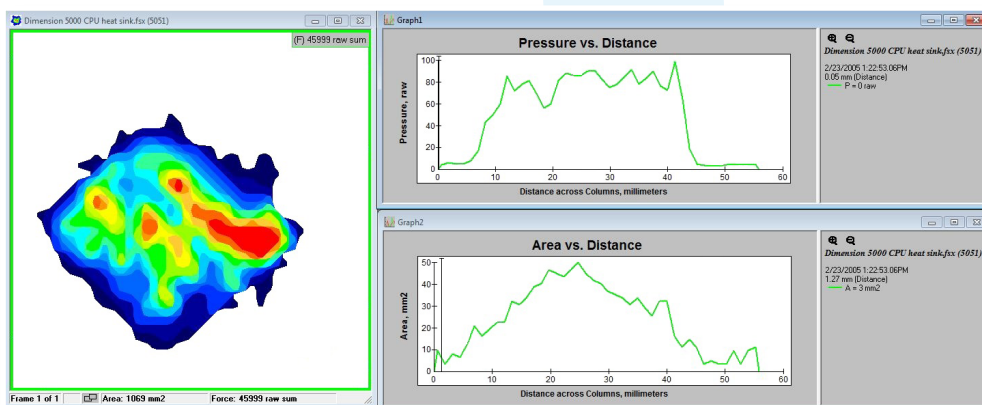 Dimension 5000 CPU heat sink.fsx (5051)
(F) 45999 raw sum
Frame 1 of 1
Area: 1069 mm2
Force: 45999 raw sum
Graph1
Pressure vs. Distance
Pressure, raw
100
80
60
40
20
0
0 10 20 30 40 50 60
Distance across Columns, millimeters
Dimension 5000 CPU heat sink.fsx (5051)
2/23/2005 1:22:53.06PM
0.05 mm (Distance)
P = 0 raw
Graph2
Area vs. Distance
Area, mm2
50
40
30
20
10
0
0 10 20 30 40 50 60
Distance across Columns, millimeters
Dimension 5000 CPU heat sink.fsx (5051)
2/23/2005 1:22:53.06PM
1.27 mm (Distance)
A = 3 mm2